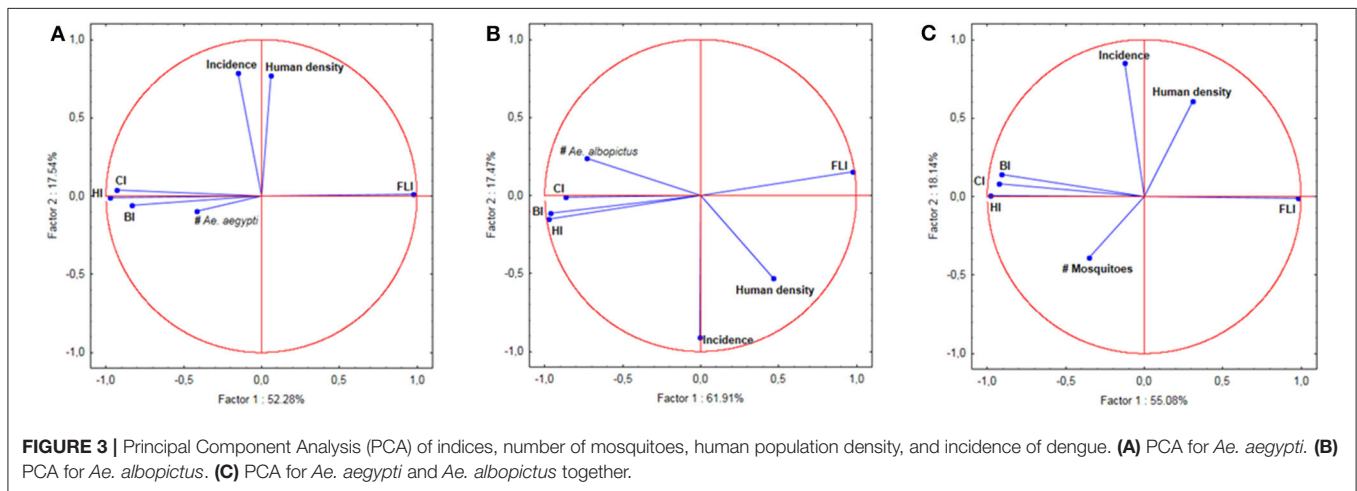 A
1,0
0,5
0,0
-0,5
-1,0
Factor 2 : 17.54%
Incidence
Human density
CI
HI
BI
# Ae. aegypti
FLI
-1,0 -0,5 0,0 0,5 1,0
Factor 1 : 52.28%
B
1,0
0,5
0,0
-0,5
-1,0
Factor 2 : 17.47%
# Ae. albopictus
FLI
CI
BI
HI
Human density
Incidence
-1,0 -0,5 0,0 0,5 1,0
Factor 1 : 61.91%
C
1,0
0,5
0,0
-0,5
-1,0
Factor 2 : 18.14%
Incidence
Human density
BI
CI
HI
FLI
# Mosquitoes
-1,0 -0,5 0,0 0,5 1,0
Factor 1 : 55.08%
FIGURE 3 | Principal Component Analysis (PCA) of indices, number of mosquitoes, human population density, and incidence of dengue. (A) PCA for Ae. aegypti. (B)
PCA for Ae. albopictus. (C) PCA for Ae. aegypti and Ae. albopictus together.